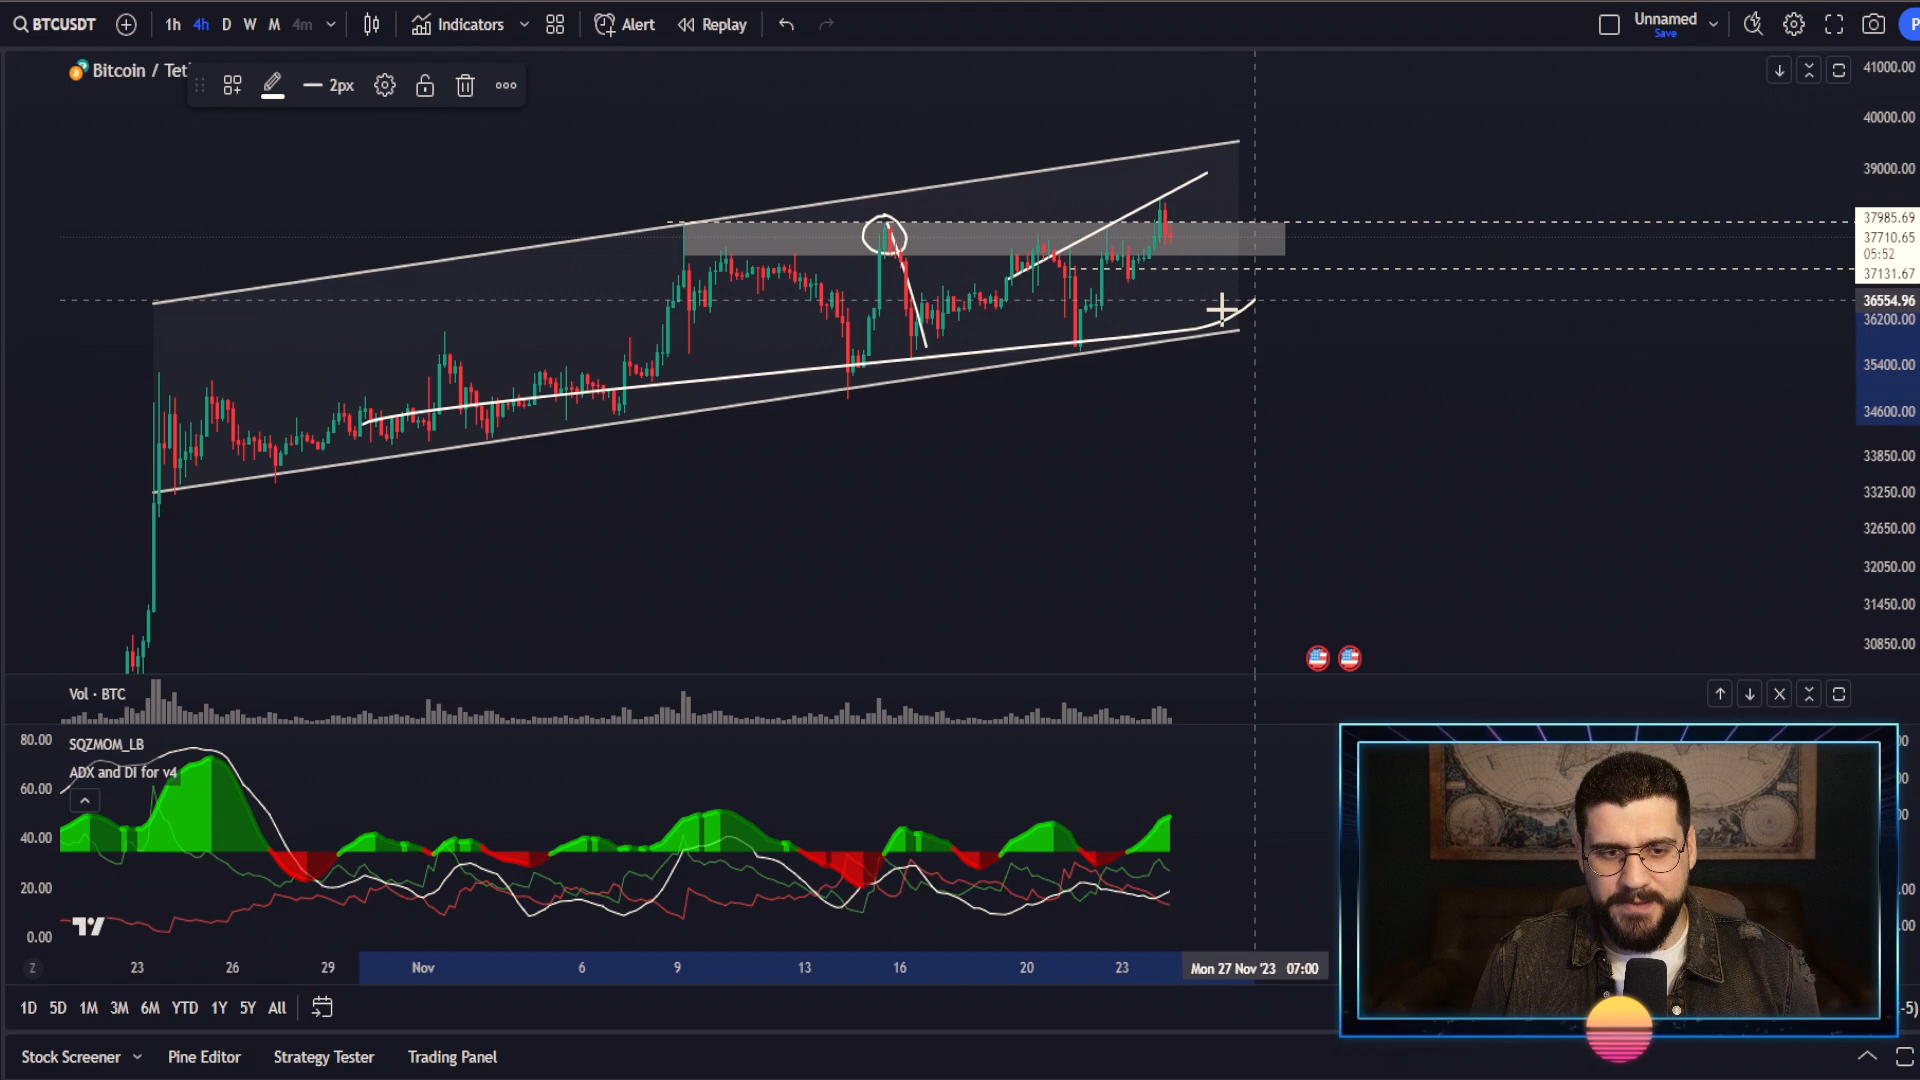 BTCUSDT 1h 4h D W M 4m Indicators Alert Replay Unnamed
Save
Bitcoin / Tet
2px
41000.00
40000.00
39000.00
37985.69
37710.65
05:52
37131.67
36554.96
36200.00
35400.00
34600.00
33850.00
33250.00
32650.00
32050.00
31450.00
30850.00
Vol · BTC
80.00
SQZMOM_LB
ADX and DI for v4
60.00
40.00
20.00
0.00
Z 23 26 29 Nov 6 9 13 16 20 23 Mon 27 Nov '23 07:00
1D 5D 1M 3M 6M YTD 1Y 5Y All
-5)
Stock Screener Pine Editor Strategy Tester Trading Panel